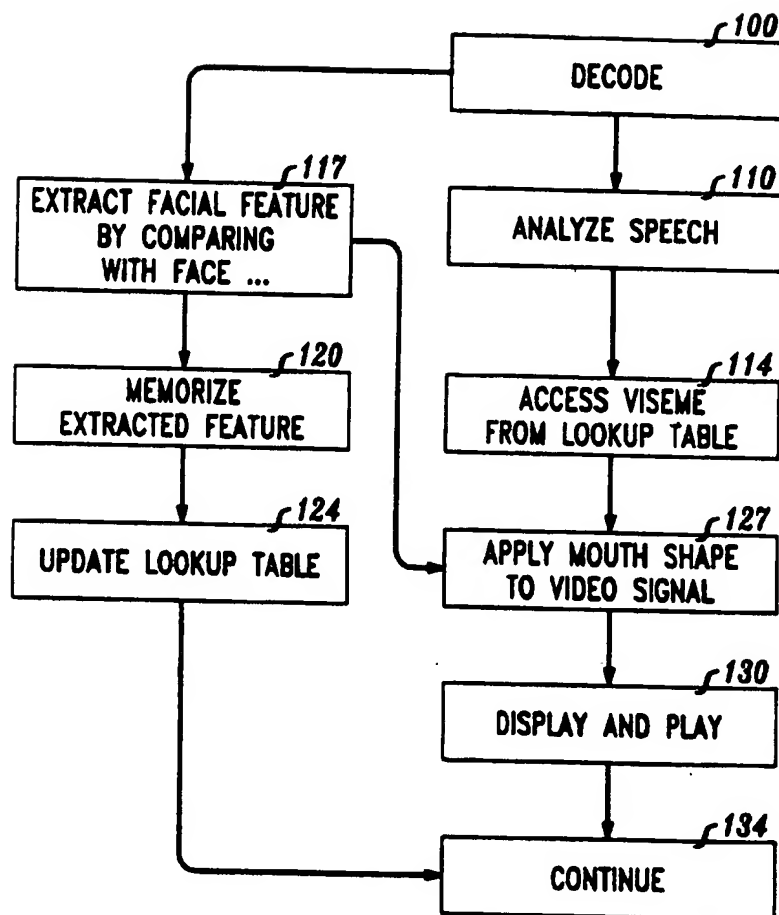 100
DECODE
117
EXTRACT FACIAL FEATURE
BY COMPARING
WITH FACE ...
110
ANALYZE SPEECH
120
MEMORIZE
EXTRACTED FEATURE
114
ACCESS VISEME
FROM LOOKUP TABLE
124
UPDATE LOOKUP TABLE
127
APPLY MOUTH SHAPE
TO VIDEO SIGNAL
130
DISPLAY AND PLAY
134
CONTINUE